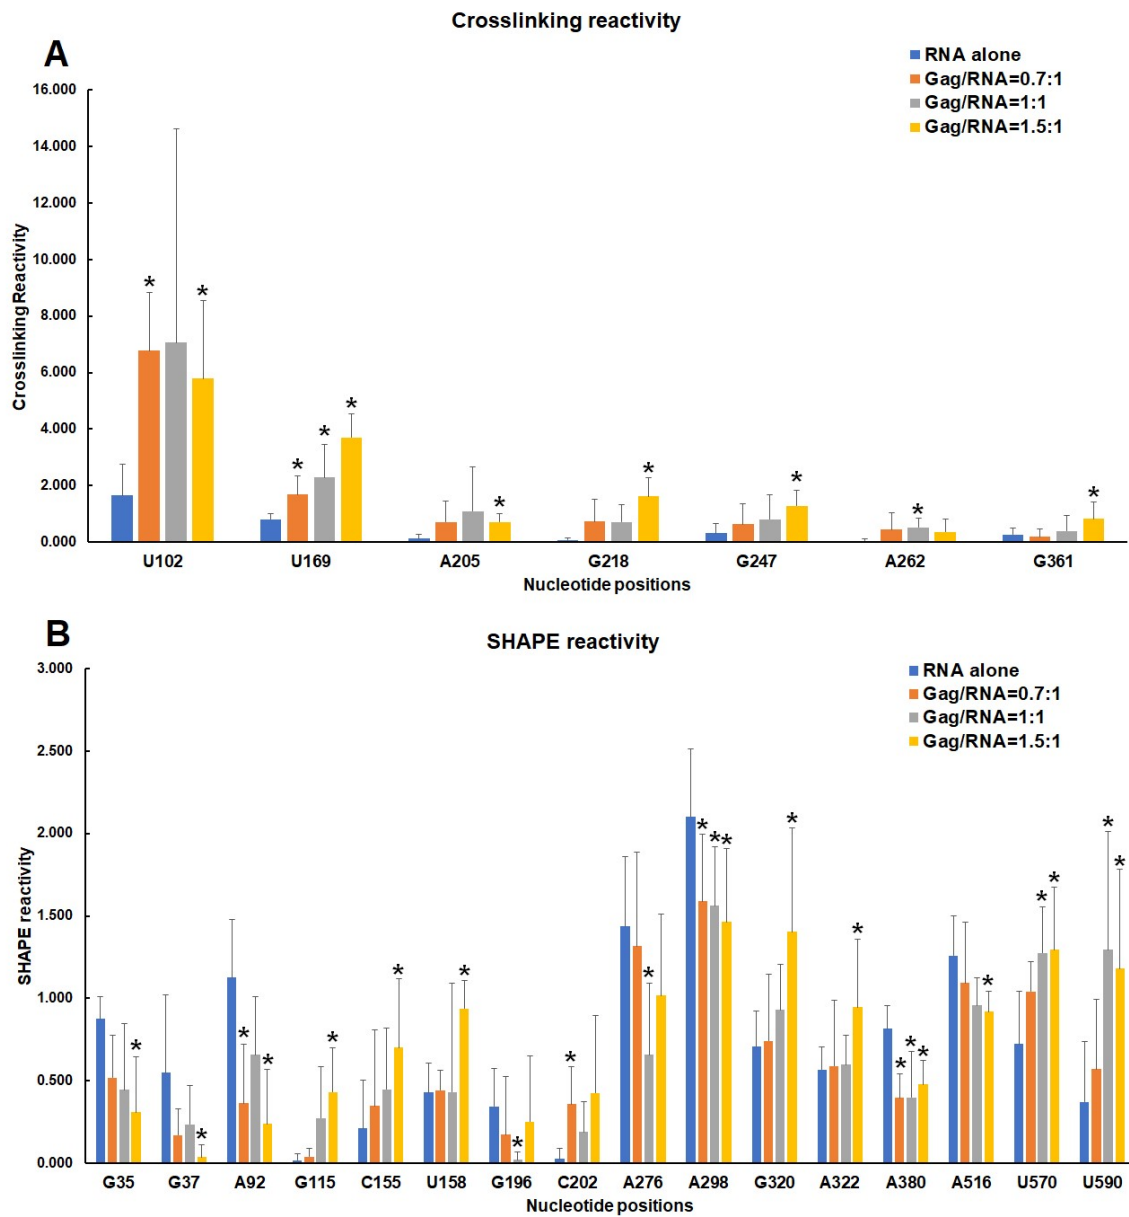 Crosslinking reactivity
A
RNA alone
Gag/RNA=0.7:1
Gag/RNA=1:1
Gag/RNA=1.5:1
16.000
14.000
12.000
10.000
8.000
6.000
4.000
2.000
0.000
Crosslinking Reactivity
* * * * * * * * * *
U102 U169 A205 G218 G247 A262 G361
Nucleotide positions
B
SHAPE reactivity
RNA alone
Gag/RNA=0.7:1
Gag/RNA=1:1
Gag/RNA=1.5:1
3.000
2.500
2.000
1.500
1.000
0.500
0.000
SHAPE reactivity
* * * * * * * * * * * * * * * * * * * * * *
G35 G37 A92 G115 C155 U158 G196 C202 A276 A298 G320 A322 A380 A516 U570 U590
Nucleotide positions